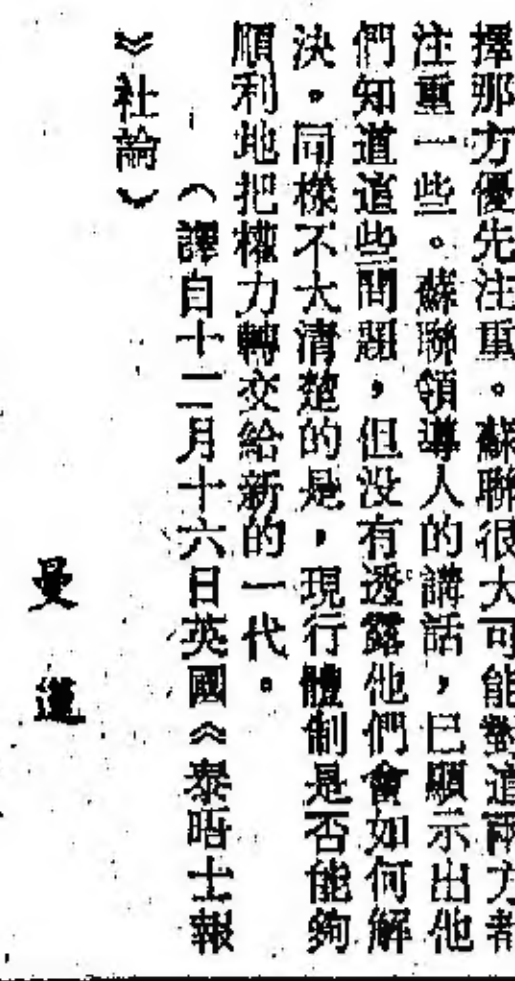 擇那方優先注重。蘇聯很大可能對這兩方都
注重一些。蘇聯領導人的講話，已顯示出他
們知道這些問題，但没有透露他們會如何解
決。同樣不太清楚的是，現行體制是否能夠
順利地把權力轉交給新的一代。
（譯自十二月十六日英國《泰晤士報
》社論）
曼